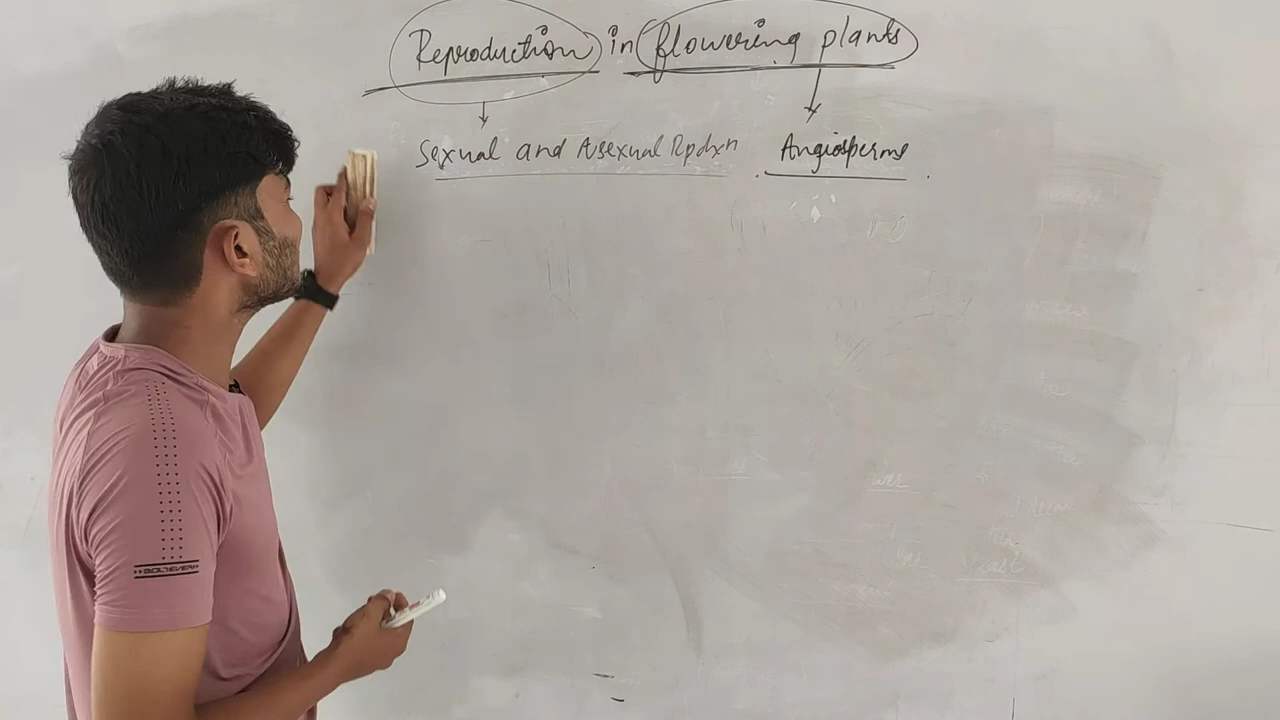 Reproduction in flowering plants
Sexual and Asexual Rpdxn Angiosperms